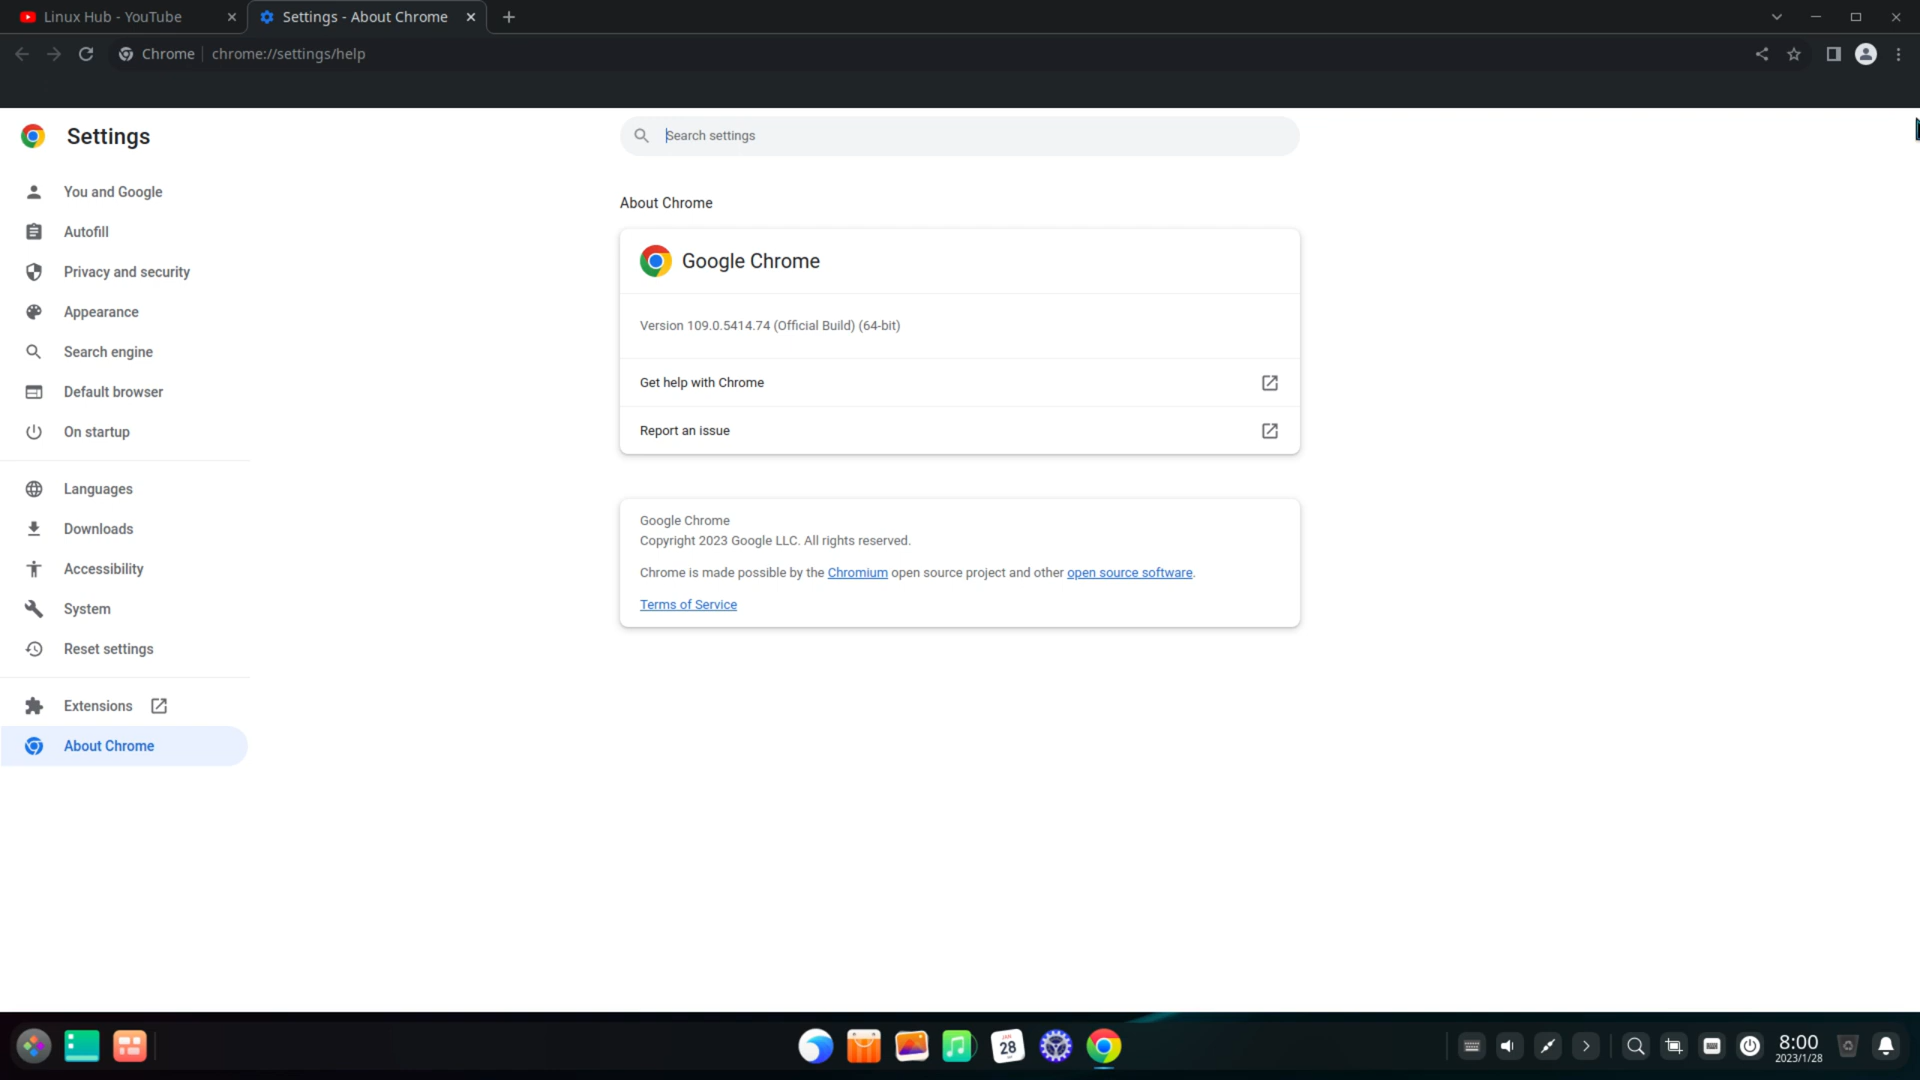 Linux Hub - YouTube
Settings - About Chrome
Chrome
chrome://settings/help
Settings
Search settings
You and Google
Autofill
Privacy and security
Appearance
Search engine
Default browser
On startup
Languages
Downloads
Accessibility
System
Reset settings
Extensions
About Chrome
About Chrome
Google Chrome
Version 109.0.5414.74 (Official Build) (64-bit)
Get help with Chrome
Report an issue
Google Chrome
Copyright 2023 Google LLC. All rights reserved.
Chrome is made possible by the Chromium open source project and other open source software.
Terms of Service
JAN
28
8:00
2023/1/28